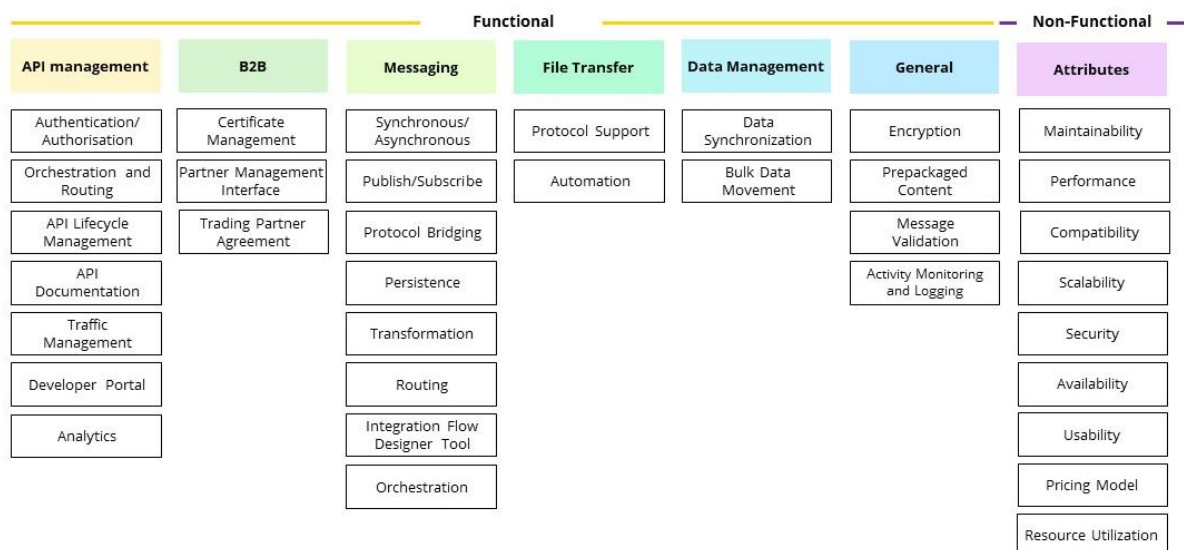 Functional
Non-Functional
API management
B2B
Messaging
File Transfer
Data Management
General
Attributes
Authentication/
Authorisation
Orchestration and
Routing
API Lifecycle
Management
API
Documentation
Traffic
Management
Developer Portal
Analytics
Certificate
Management
Partner Management
Interface
Trading Partner
Agreement
Synchronous/
Asynchronous
Publish/Subscribe
Protocol Bridging
Persistence
Transformation
Routing
Integration Flow
Designer Tool
Orchestration
Protocol Support
Automation
Data
Synchronization
Bulk Data
Movement
Encryption
Prepackaged
Content
Message
Validation
Activity Monitoring
and Logging
Maintainability
Performance
Compatibility
Scalability
Security
Availability
Usability
Pricing Model
Resource Utilization